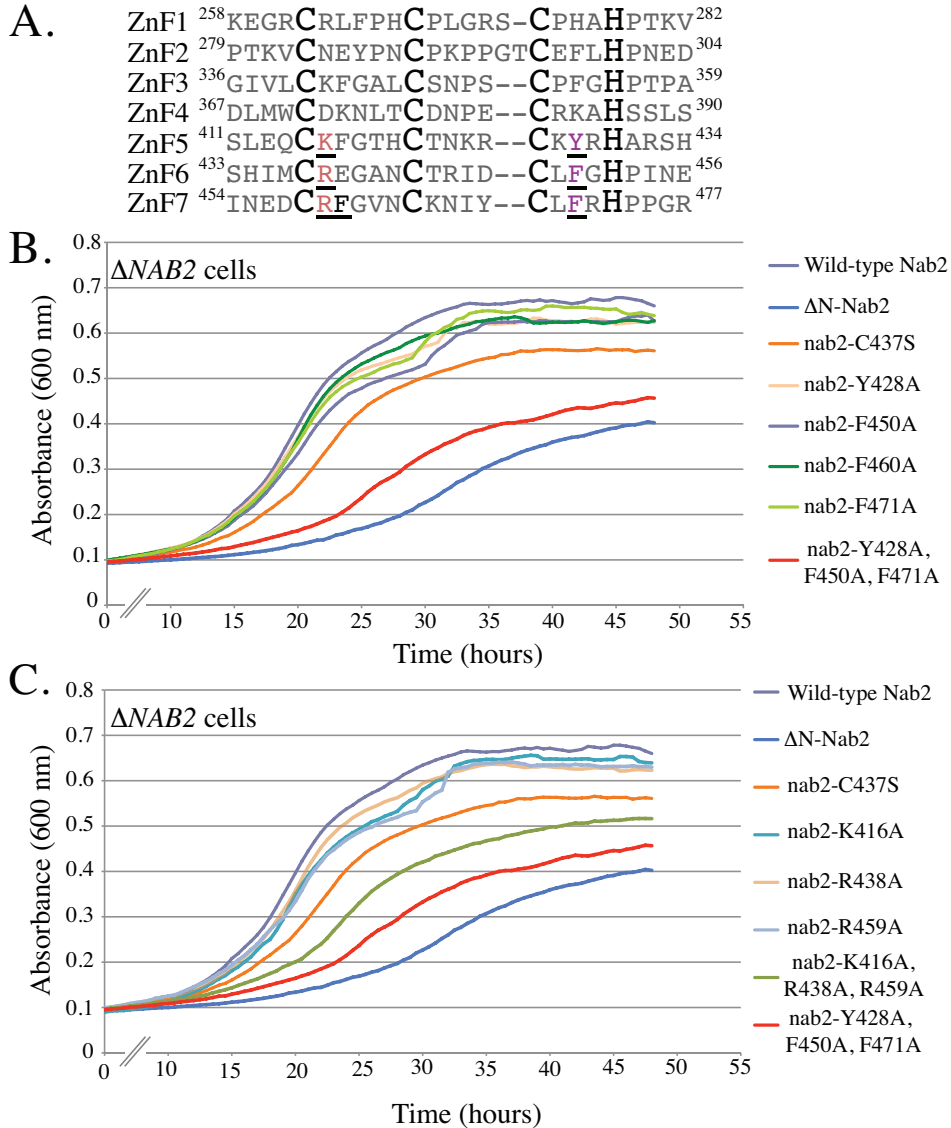 A.
ZnF1 258KEGRCRLFPHCPLGRS--CPHAHPTKV282
ZnF2 279PTKVCNEYPNCPKPPGTCEFLHPNED304
ZnF3 336GIVLCKFGALCSNPS--CPFGHPTPA359
ZnF4 367DLMWCDKNLTCDNPE--CRKAHSSLS390
ZnF5 411SLEQCKFGTHCTNKR--CKYRHARSH434
ZnF6 433SHIMCREGANCTRID--CLFGHPINE456
ZnF7 454INEDCRFGVNCKNIY--CLFRHPPGR477
B.
ΔNAB2 cells
Absorbance (600 nm)
0.8
0.7
0.6
0.5
0.4
0.3
0.2
0.1
0
0
10
15
20
25
30
35
40
45
50
55
Time (hours)
Wild-type Nab2
ΔN-Nab2
nab2-C437S
nab2-Y428A
nab2-F450A
nab2-F460A
nab2-F471A
nab2-Y428A,
F450A, F471A
C.
ΔNAB2 cells
Absorbance (600 nm)
0.8
0.7
0.6
0.5
0.4
0.3
0.2
0.1
0
0
10
15
20
25
30
35
40
45
50
55
Time (hours)
Wild-type Nab2
ΔN-Nab2
nab2-C437S
nab2-K416A
nab2-R438A
nab2-R459A
nab2-K416A,
R438A, R459A
nab2-Y428A,
F450A, F471A